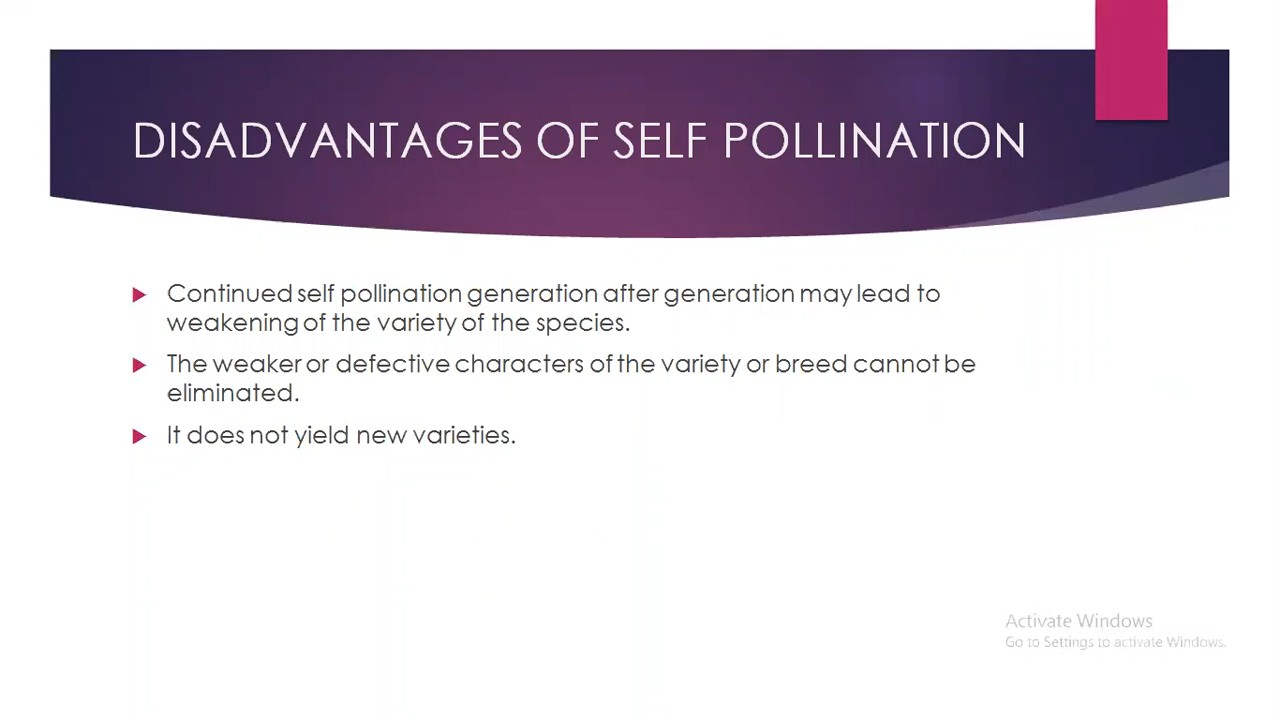 DISADVANTAGES OF SELF POLLINATION
Continued self pollination generation after generation may lead to
weakening of the variety of the species.
The weaker or defective characters of the variety or breed cannot be
eliminated.
It does not yield new varieties.
Activate Windows
Go to Settings to activate Windows.